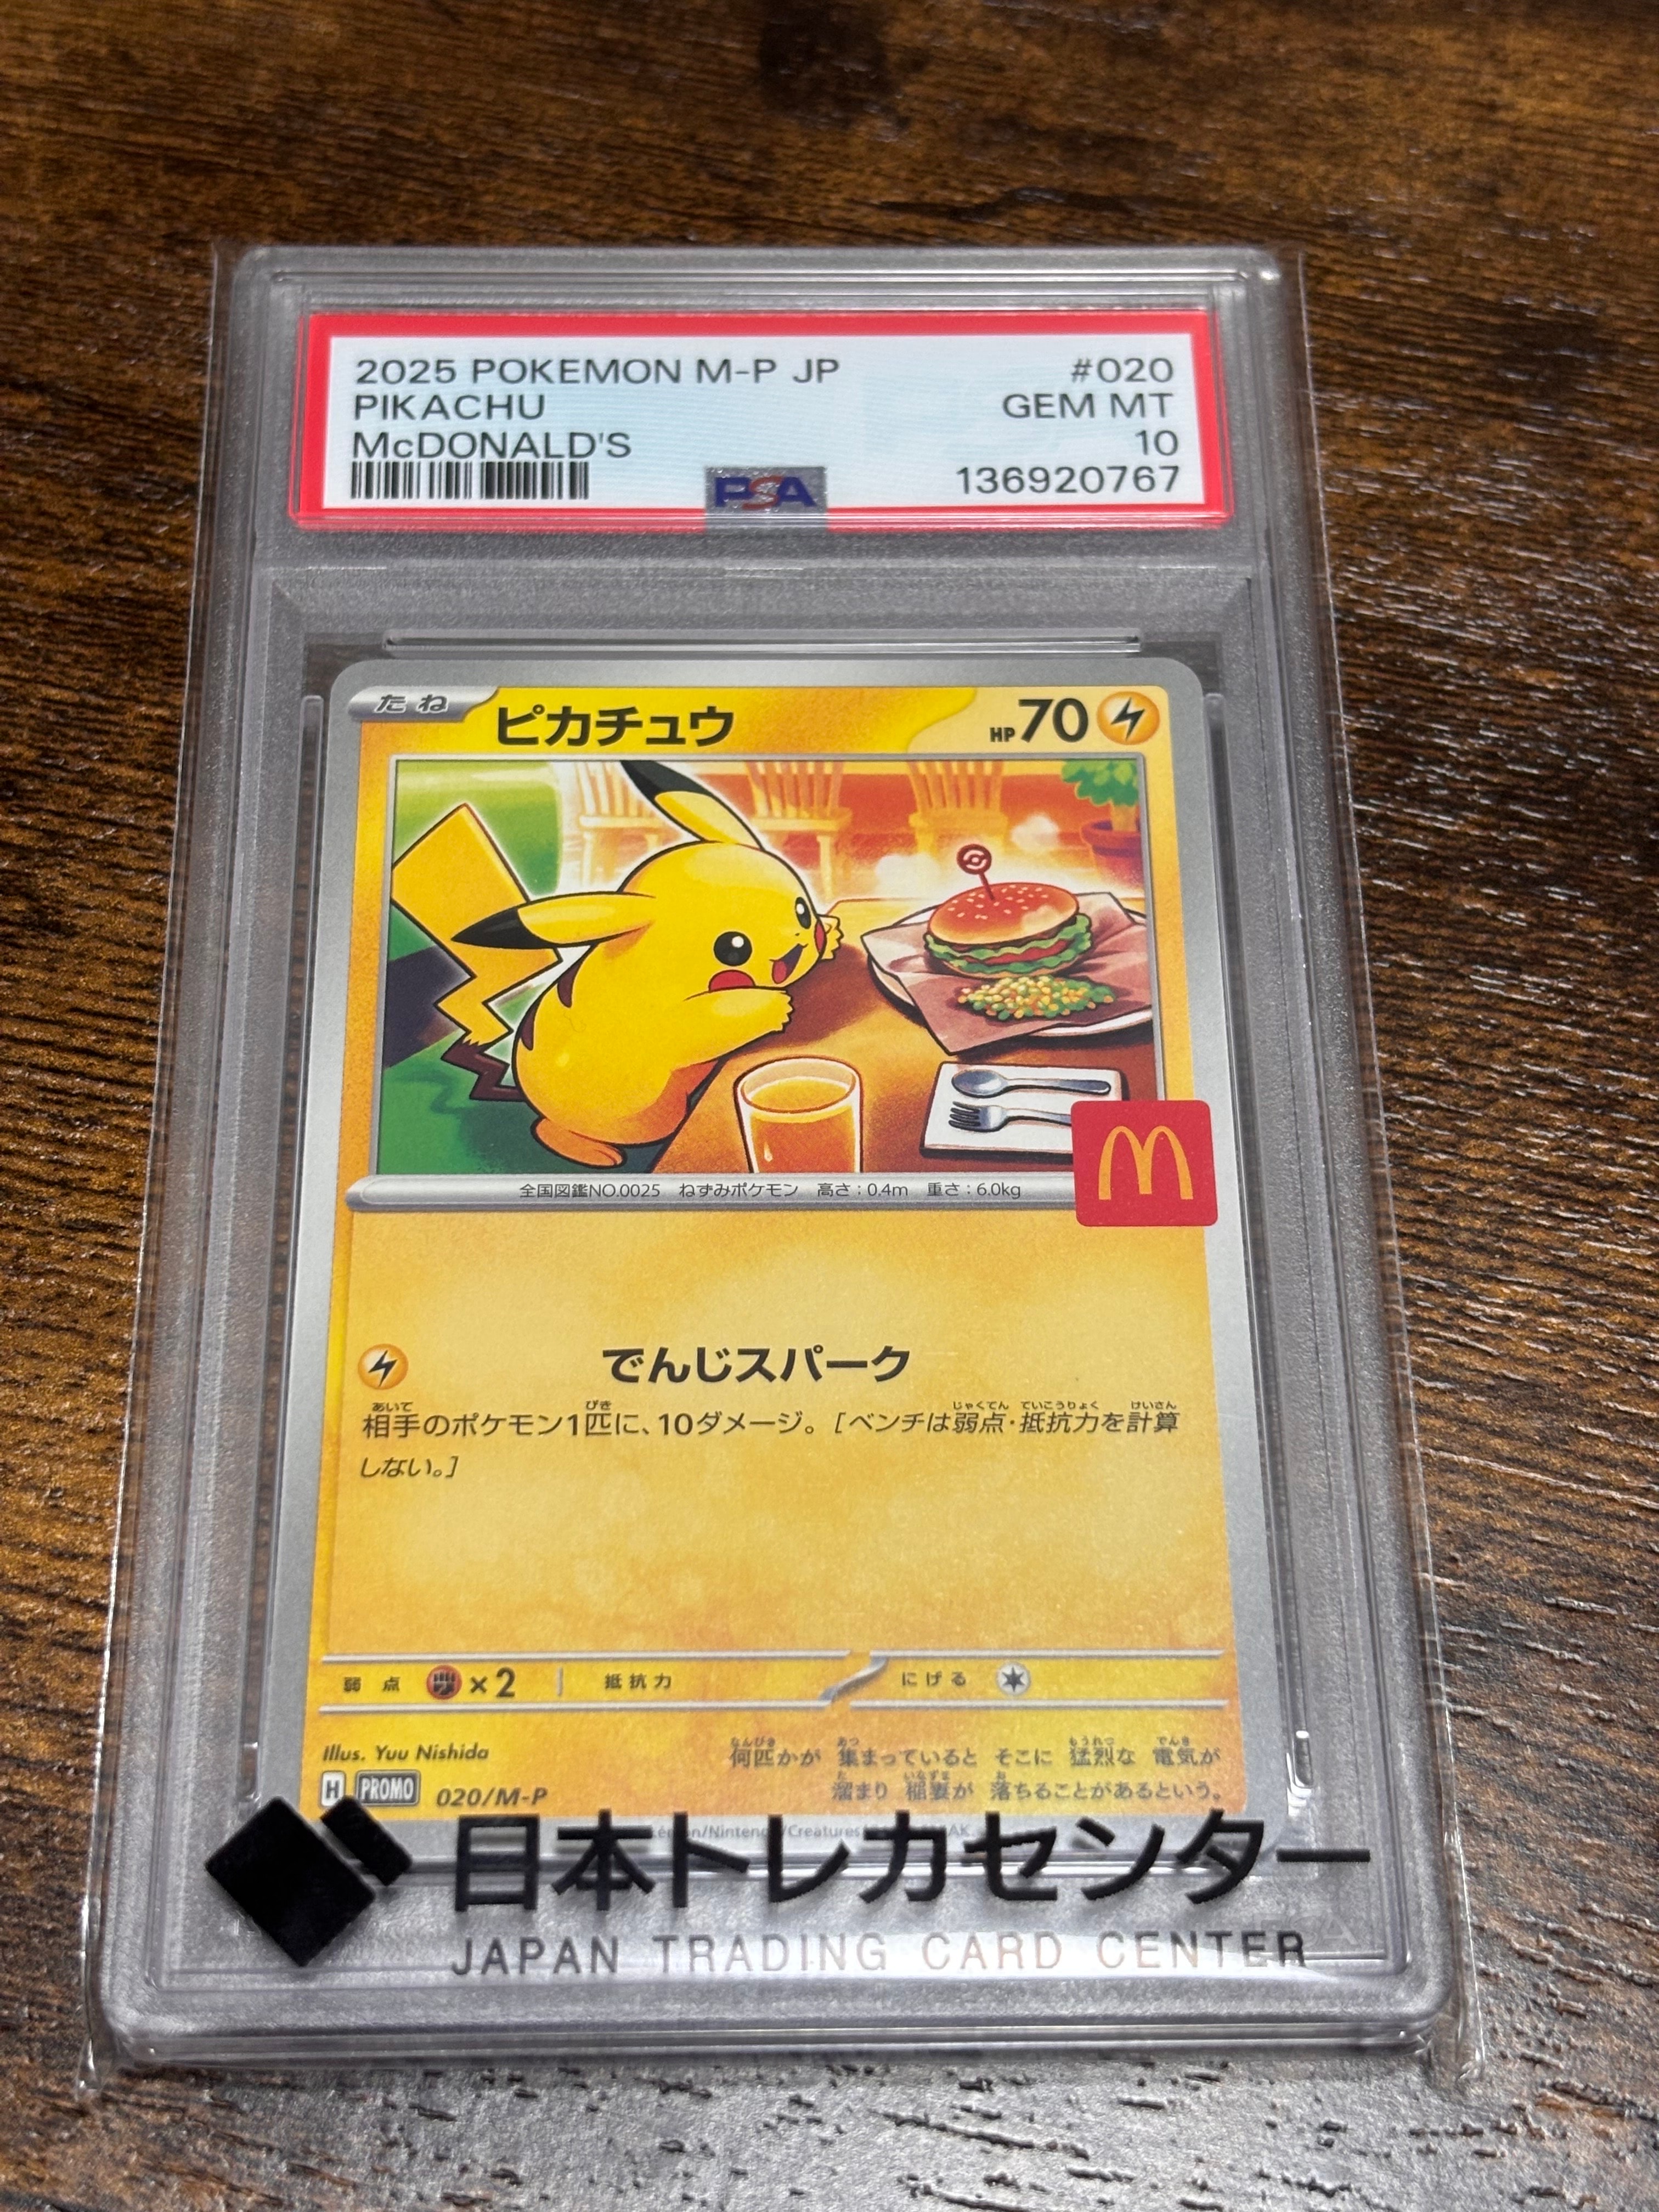 2025 POKEMON M-P JP #020
PIKACHU GEM MT
McDONALD'S 10
PSA 136920767
たね ピカチュウ HP70
全国図鑑NO.0025 ねずみポケモン 高さ：0.4m 重さ：6.0kg
でんじスパーク
相手のポケモン1匹に、10ダメージ。［ベンチは弱点・抵抗力を計算
しない。］
弱点 ×2 抵抗力 にげる
Illus. Yuu Nishida
何匹かが 集まっていると そこに 猛烈な 電気が
溜まり 稲妻が 落ちることがあるという。
H PROMO 020/M-P
日本トレカセンター
JAPAN TRADING CARD CENTER